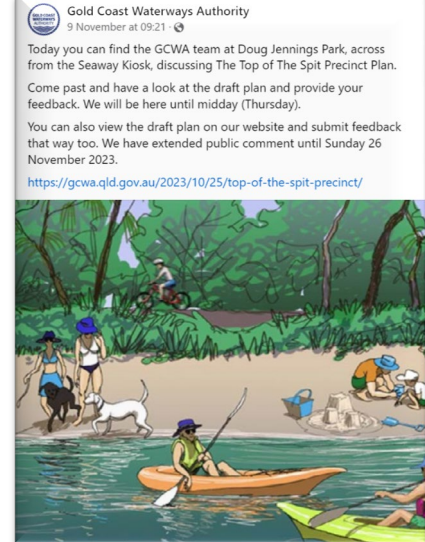 GOLD COAST
WATERWAYS
AUTHORITY
Gold Coast Waterways Authority
9 November at 09:21 ·
Today you can find the GCWA team at Doug Jennings Park, across
from the Seaway Kiosk, discussing The Top of The Spit Precinct Plan.
Come past and have a look at the draft plan and provide your
feedback. We will be here until midday (Thursday).
You can also view the draft plan on our website and submit feedback
that way too. We have extended public comment until Sunday 26
November 2023.
https://gcwa.qld.gov.au/2023/10/25/top-of-the-spit-precinct/